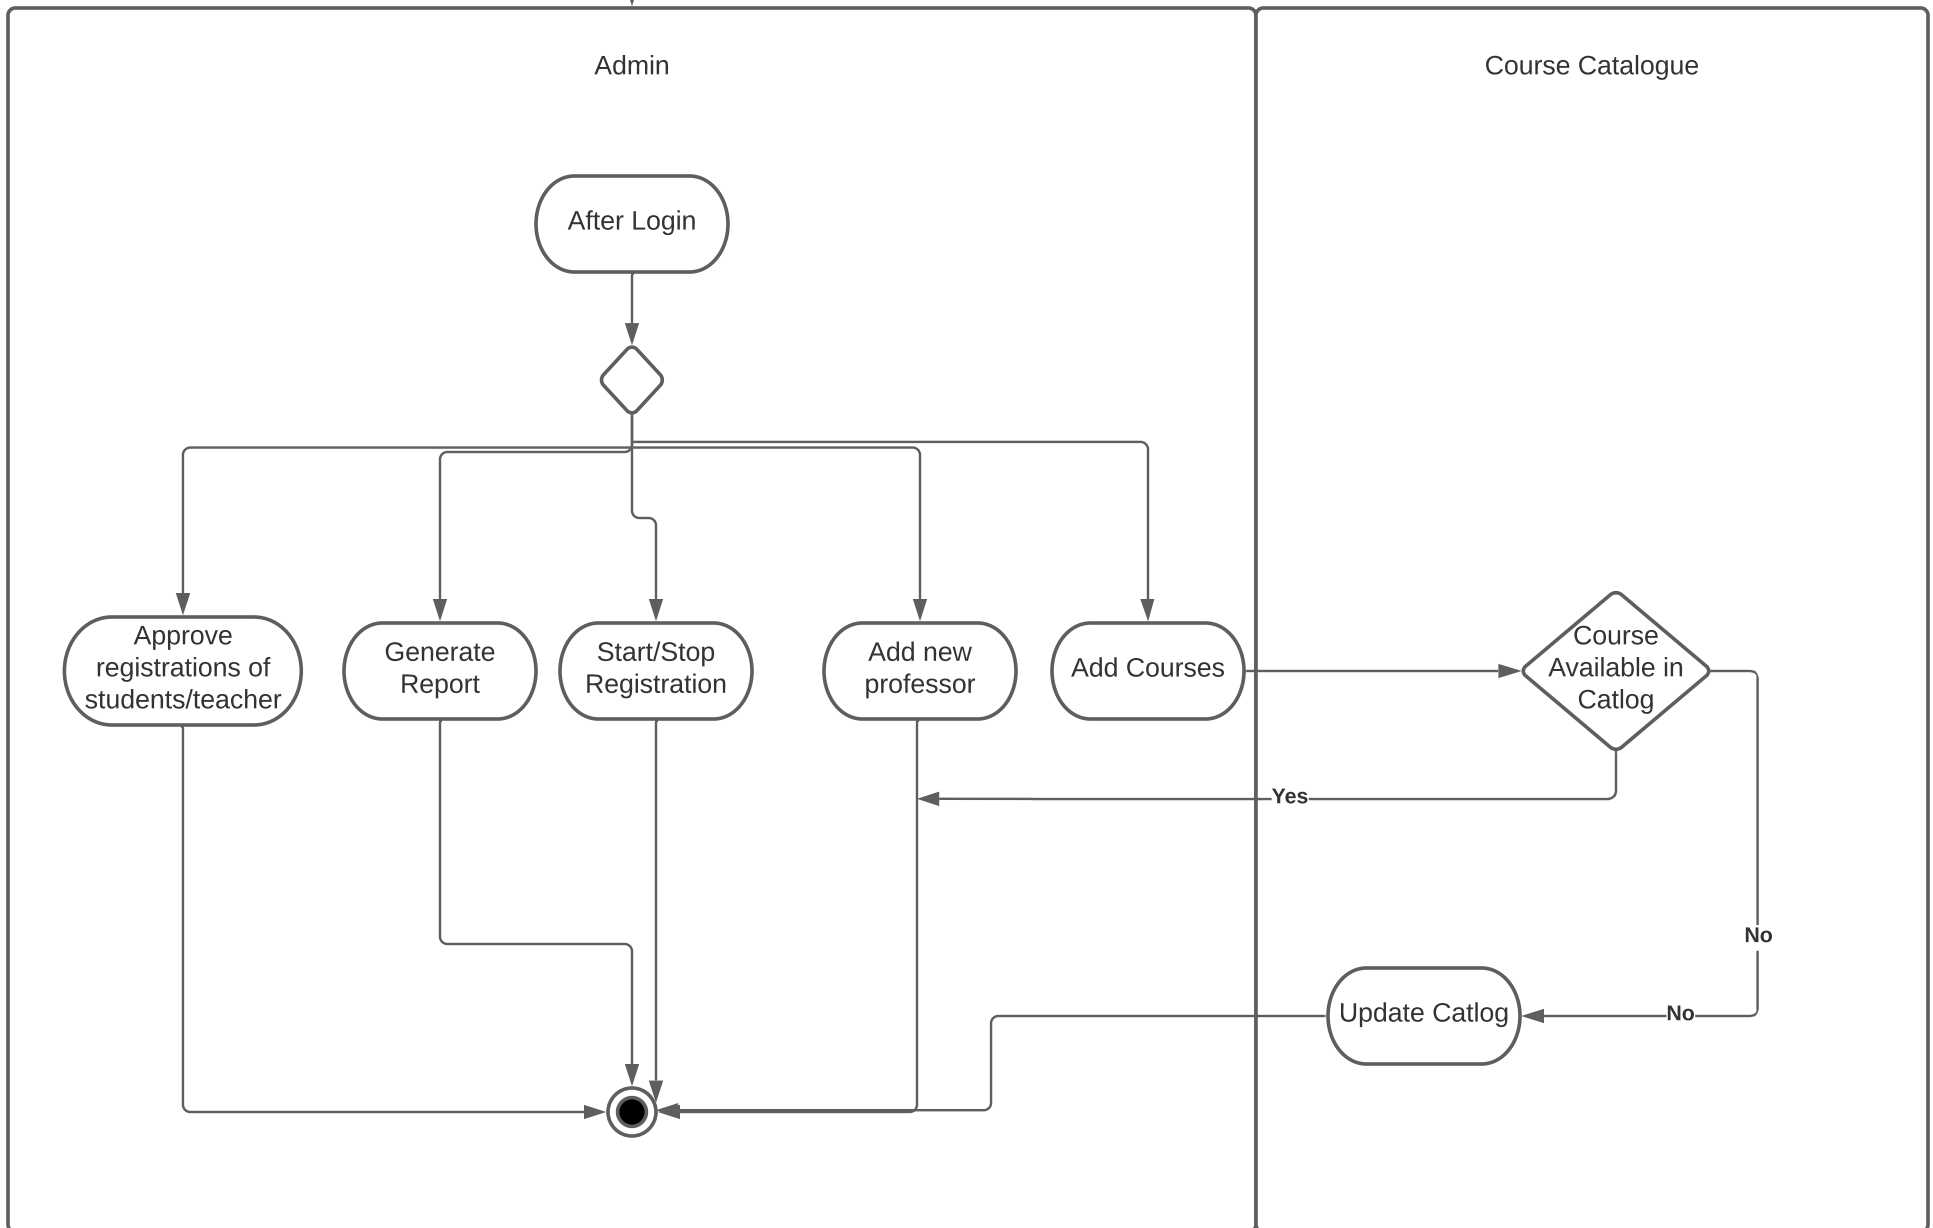 Admin
Course Catalogue
After Login
Approve
registrations of
students/teacher
Generate
Report
Start/Stop
Registration
Add new
professor
Add Courses
Course
Available in
Catlog
Yes
No
Update Catlog
No